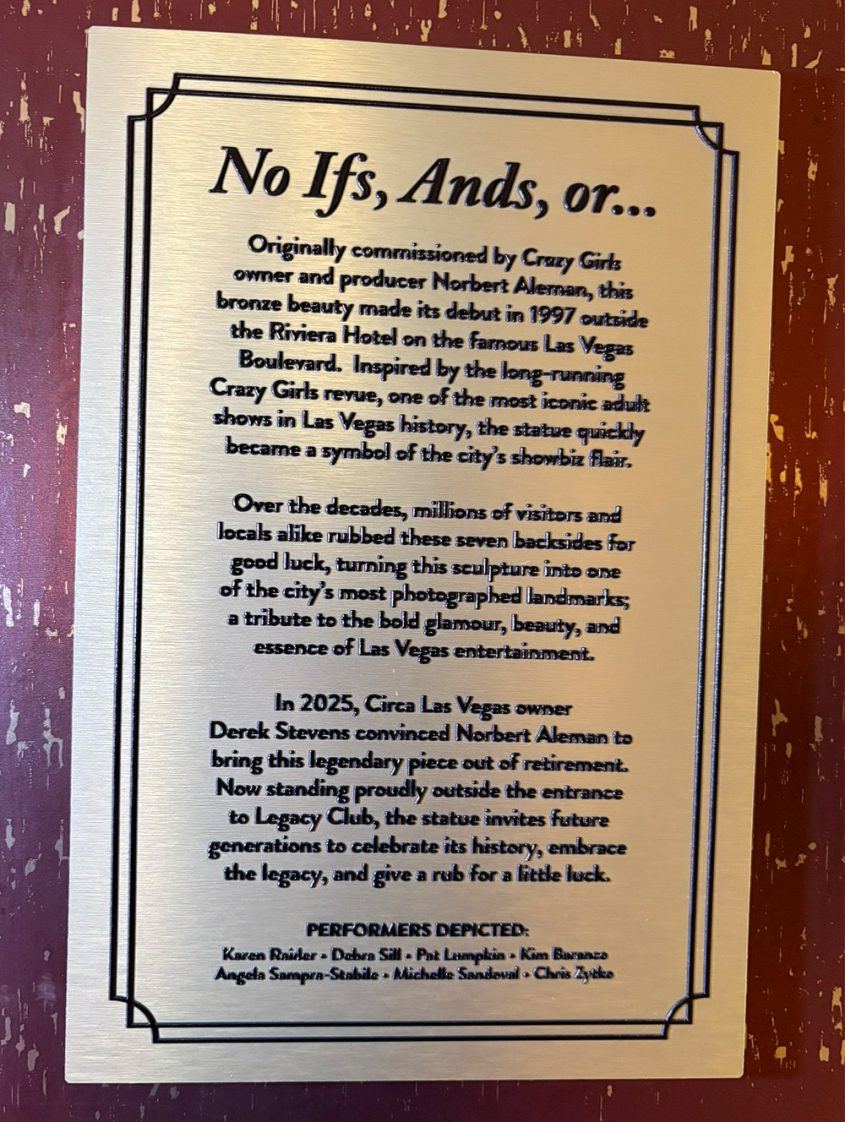 No Ifs, Ands, or...
Originally commissioned by Crazy Girls
owner and producer Norbert Aleman, this
bronze beauty made its debut in 1997 outside
the Riviera Hotel on the famous Las Vegas
Boulevard. Inspired by the long-running
Crazy Girls revue, one of the most iconic adult
shows in Las Vegas history, the statue quickly
became a symbol of the city's showbiz flair.
Over the decades, millions of visitors and
locals alike rubbed these seven backsides for
good luck, turning this sculpture into one
of the city's most photographed landmarks;
a tribute to the bold glamour, beauty, and
essence of Las Vegas entertainment.
In 2025, Circa Las Vegas owner
Derek Stevens convinced Norbert Aleman to
bring this legendary piece out of retirement.
Now standing proudly outside the entrance
to Legacy Club, the statue invites future
generations to celebrate its history, embrace
the legacy, and give a rub for a little luck.
PERFORMERS DEPICTED:
Karen Raider • Debra Sill • Pat Lumpkin • Kim Baranco
Angela Sampra-Stabile • Michelle Sandoval • Chris Zytko